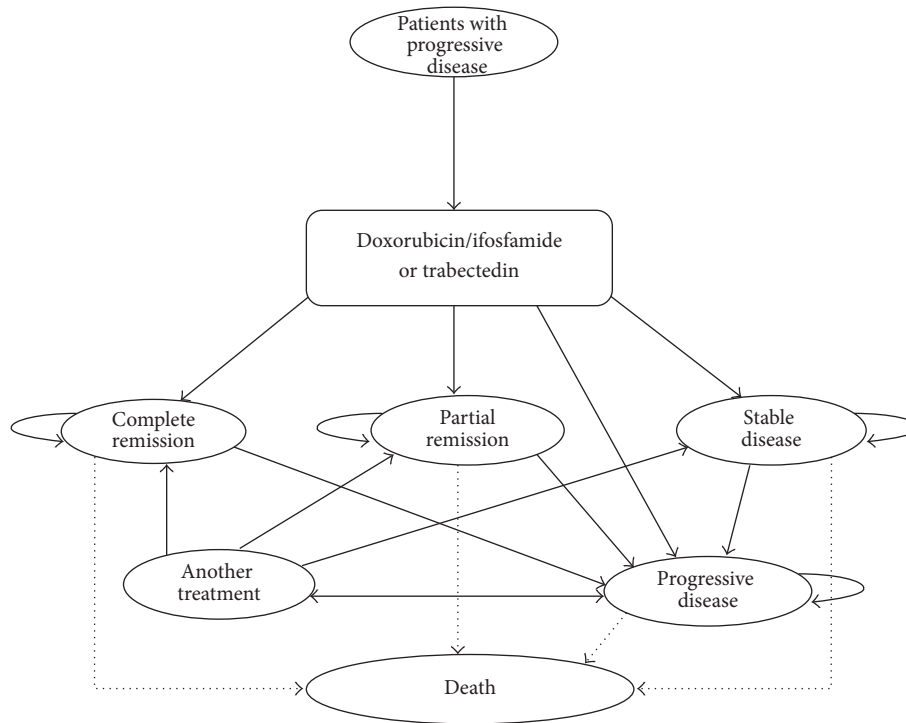 Patients with
progressive
disease
Doxorubicin/ifosfamide
or trabectedin
Complete
remission
Partial
remission
Stable
disease
Another
treatment
Progressive
disease
Death